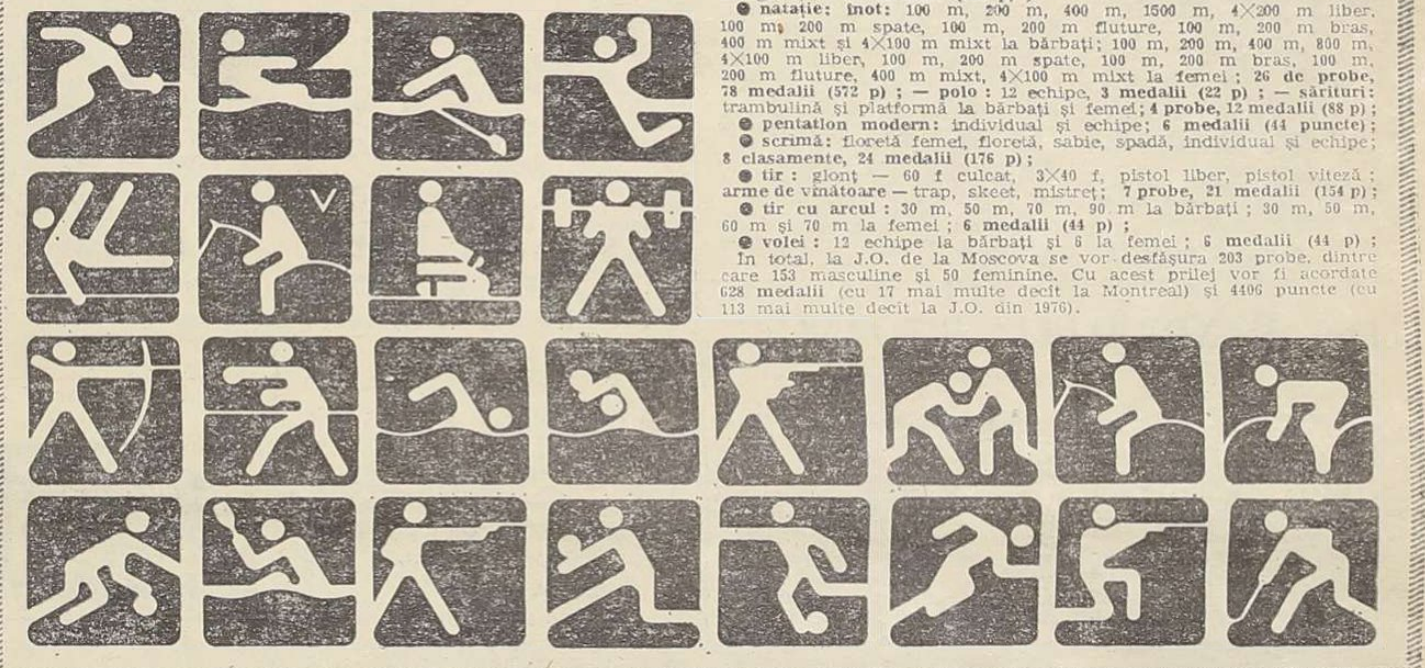 ● natație: înot: 100 m, 200 m, 400 m, 1500 m, 4×200 m liber,
100 m, 200 m spate, 100 m, 200 m fluture, 100 m, 200 m bras,
400 m mixt și 4×100 m mixt la bărbați; 100 m, 200 m, 400 m, 800 m,
4×100 m liber, 100 m, 200 m spate, 100 m, 200 m bras, 100 m,
200 m fluture, 400 m mixt, 4×100 m mixt la femei ; 26 de probe,
78 medalii (572 p) ; — polo : 12 echipe, 3 medalii (22 p) ; — sărituri:
trambulină și platformă la bărbați și femei; 4 probe, 12 medalii (88 p) ;
● pentatlon modern: individual și echipe; 6 medalii (44 puncte) ;
● scrimă: floretă femei, floretă, sabie, spadă, individual și echipe;
8 clasamente, 24 medalii (176 p) ;
● tir : glonț — 60 f culcat, 3×40 f, pistol liber, pistol viteză ;
arme de vînătoare — trap, skeet, mistreț; 7 probe, 21 medalii (154 p) ;
● tir cu arcul : 30 m, 50 m, 70 m, 90 m la bărbați ; 30 m, 50 m,
60 m și 70 m la femei ; 6 medalii (44 p) ;
● volei : 12 echipe la bărbați și 6 la femei ; 6 medalii (44 p) ;
In total, la J.O. de la Moscova se vor desfășura 203 probe, dintre
care 153 masculine și 50 feminine. Cu acest prilej vor fi acordate
628 medalii (cu 17 mai multe decît la Montreal) și 4406 puncte (cu
113 mai multe decît la J.O. din 1976).